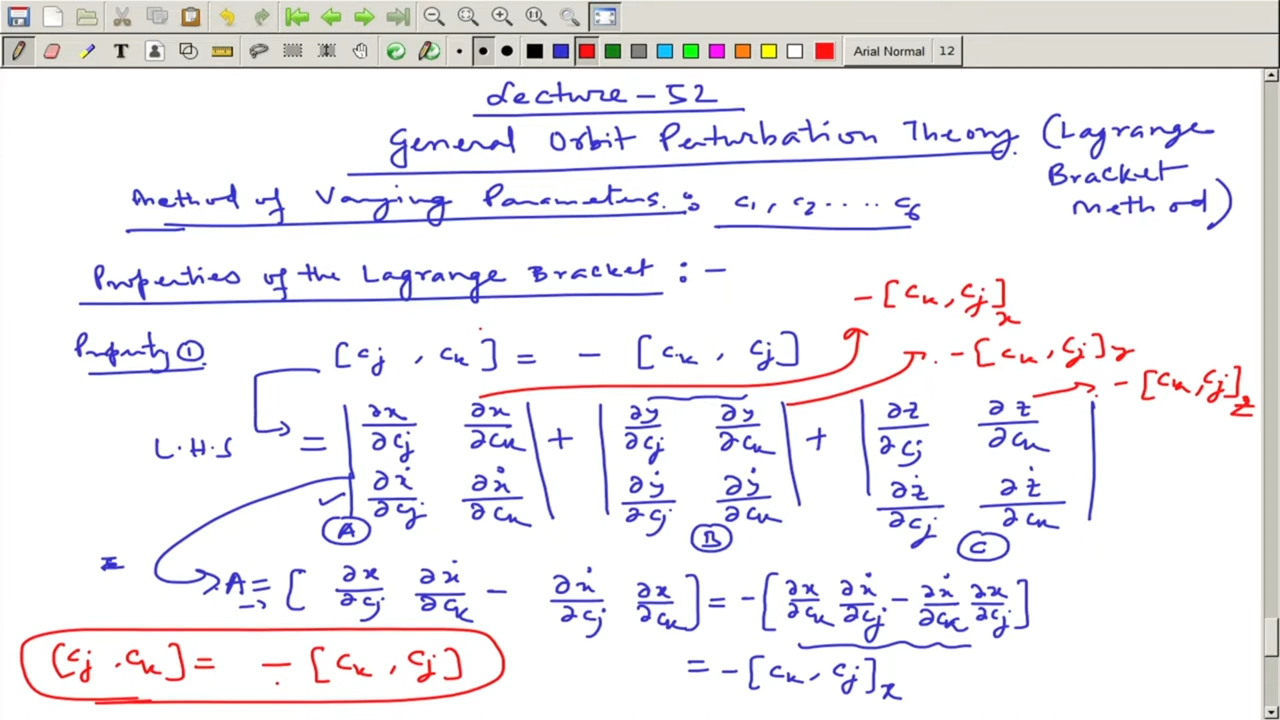 Arial Normal 12
Lecture - 52
General Orbit Perturbation Theory (Lagrange Bracket Method)
Method of Varying Parameters : c₁, c₂ .... c₆
Properties of the Lagrange Bracket : -
Property ① [cⱼ, cₖ] = - [cₖ, cⱼ]
- [cₖ, cⱼ]ₓ
- [cₖ, cⱼ]ᵧ
- [cₖ, cⱼ]_z
L.H.S = | ∂x/∂cⱼ ∂x/∂cₖ | + | ∂y/∂cⱼ ∂y/∂cₖ | + | ∂z/∂cⱼ ∂z/∂cₖ |
| ∂ẋ/∂cⱼ ∂ẋ/∂cₖ | | ∂ẏ/∂cⱼ ∂ẏ/∂cₖ | | ∂ż/∂cⱼ ∂ż/∂cₖ |
A B C
A = [ ∂x/∂cⱼ ∂ẋ/∂cₖ - ∂ẋ/∂cⱼ ∂x/∂cₖ ] = - [ ∂x/∂cₖ ∂ẋ/∂cⱼ - ∂ẋ/∂cₖ ∂x/∂cⱼ ]
= - [cₖ, cⱼ]ₓ
[cⱼ, cₖ] = - [cₖ, cⱼ]